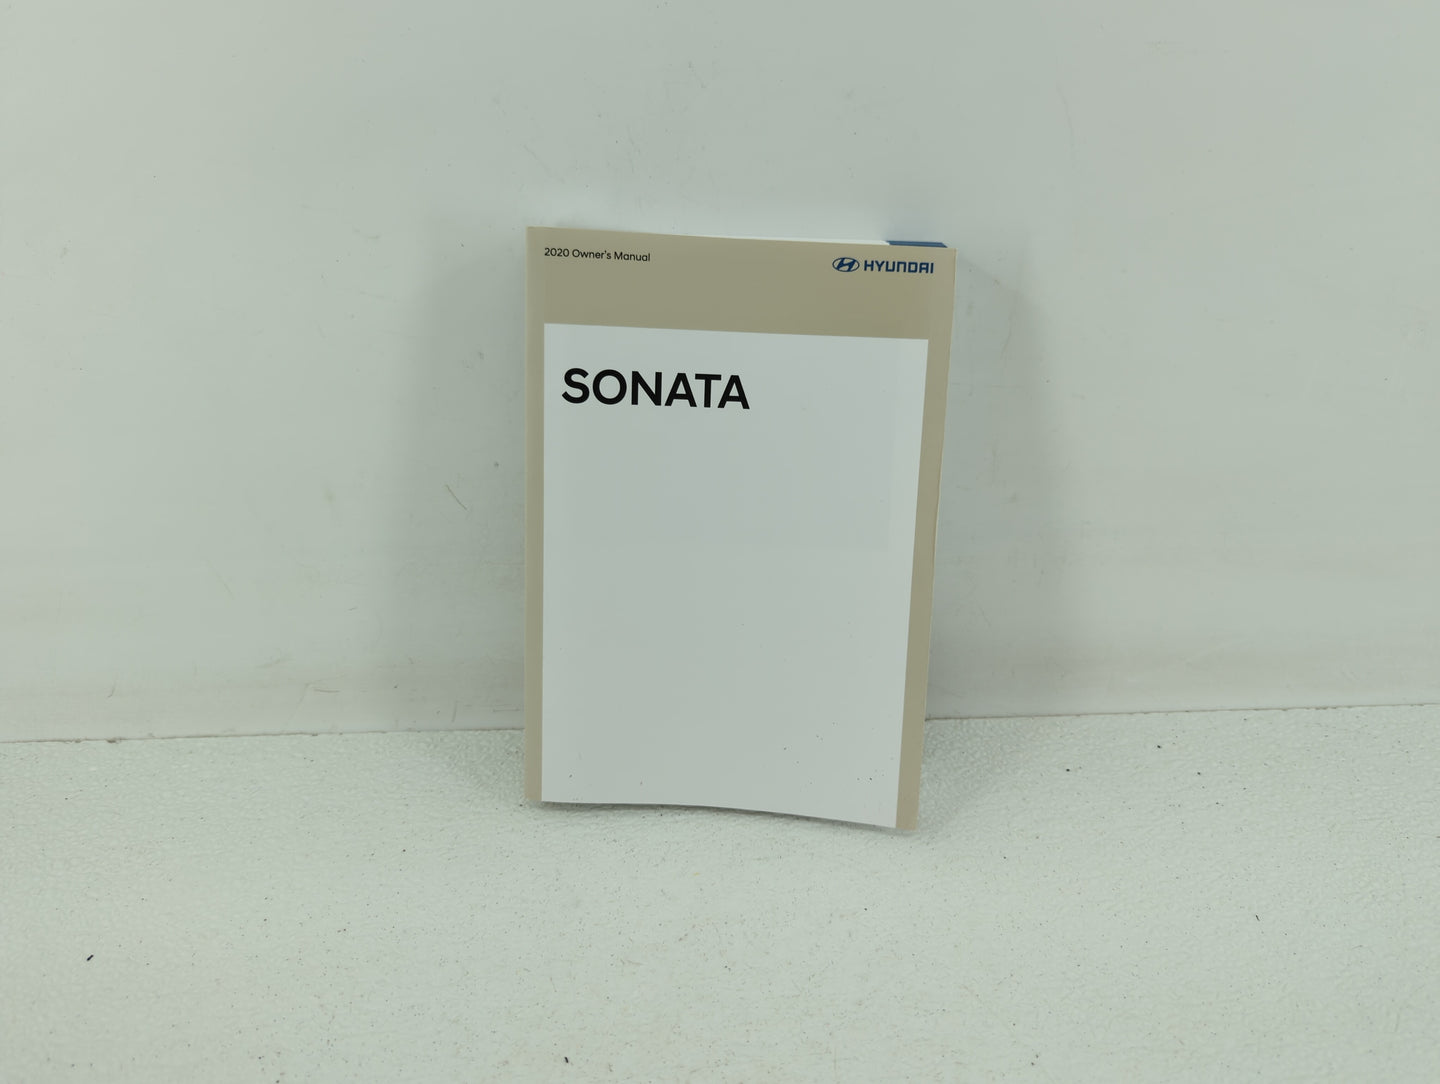 2020 Owner's Manual
HYUNDAI
SONATA